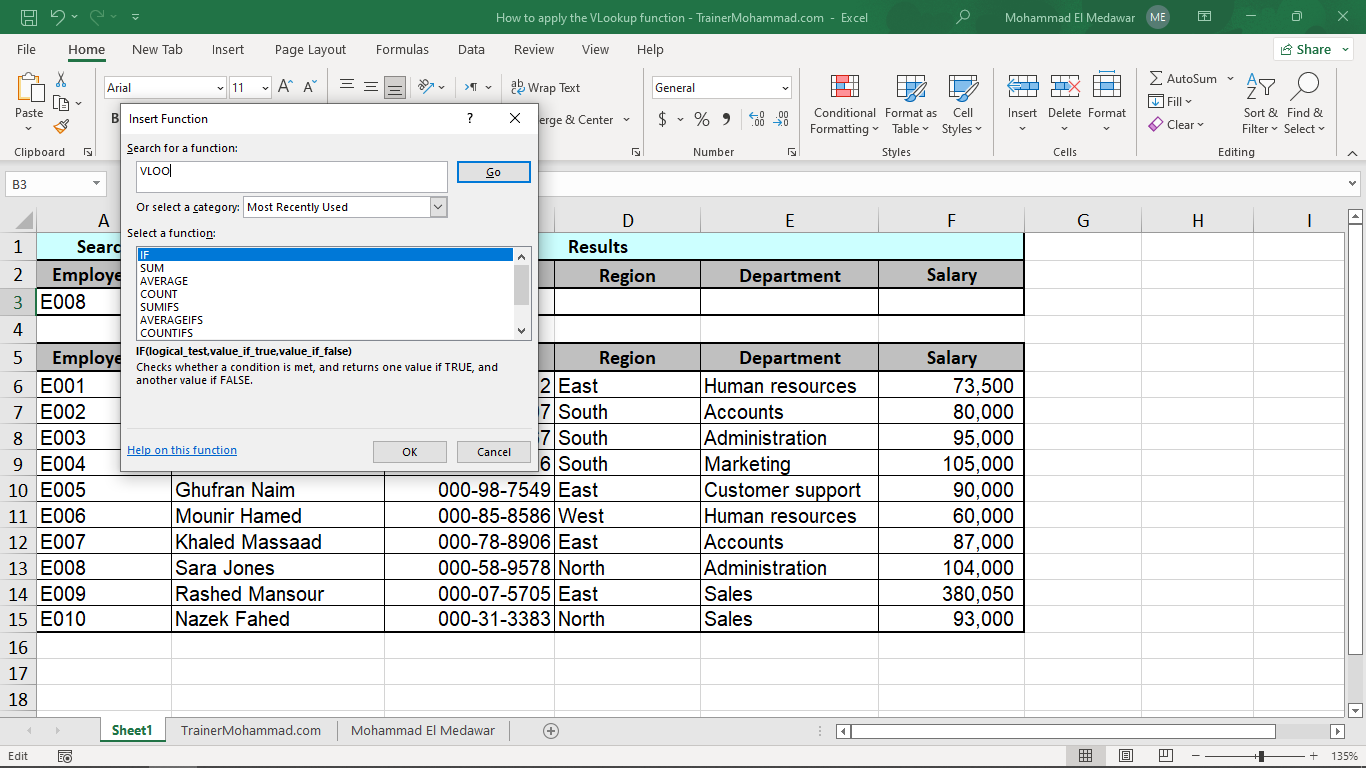 How to apply the VLookup function - TrainerMohammad.com - Excel Mohammad El Medawar ME
File Home New Tab Insert Page Layout Formulas Data Review View Help Share
Paste
Clipboard
Arial 11 A A
B
ab Wrap Text
erge & Center
General
$ % 9
Number
Conditional Formatting
Format as Table
Cell Styles
Styles
Insert Delete Format
Cells
AutoSum
Fill
Clear
Sort & Filter
Find & Select
Editing
B3
Insert Function ?
Search for a function:
VLOO
Go
Or select a category: Most Recently Used
Select a function:
IF
SUM
AVERAGE
COUNT
SUMIFS
AVERAGEIFS
COUNTIFS
IF(logical_test,value_if_true,value_if_false)
Checks whether a condition is met, and returns one value if TRUE, and
another value if FALSE.
Help on this function
OK Cancel
A D E F G H I
1 Searc Results
2 Employe Region Department Salary
3 E008
4
5 Employe Region Department Salary
6 E001 2 East Human resources 73,500
7 E002 7 South Accounts 80,000
8 E003 7 South Administration 95,000
9 E004 6 South Marketing 105,000
10 E005 Ghufran Naim 000-98-7549 East Customer support 90,000
11 E006 Mounir Hamed 000-85-8586 West Human resources 60,000
12 E007 Khaled Massaad 000-78-8906 East Accounts 87,000
13 E008 Sara Jones 000-58-9578 North Administration 104,000
14 E009 Rashed Mansour 000-07-5705 East Sales 380,050
15 E010 Nazek Fahed 000-31-3383 North Sales 93,000
16
17
18
Sheet1 TrainerMohammad.com Mohammad El Medawar
Edit 135%